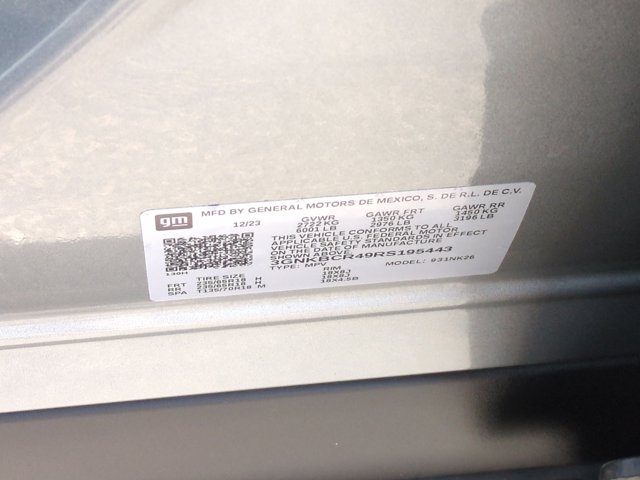 gm
MFD BY GENERAL MOTORS DE MEXICO, S. DE R.L. DE C.V.
12/23 GVWR GAWR FRT GAWR RR
2722 KG 1350 KG 1450 KG
6001 LB 2976 LB 3196 LB
THIS VEHICLE CONFORMS TO ALL
APPLICABLE U.S. FEDERAL MOTOR
VEHICLE SAFETY STANDARDS IN EFFECT
ON THE DATE OF MANUFACTURE
SHOWN ABOVE.
3GNKBCR49RS195443
TYPE: MPV MODEL: 931NK26
TIRE SIZE RIM
FRT 235/65R18 H 18X8J
RR 235/65R18 H 18X8J
SPA T135/70R18 M 18X4.5B